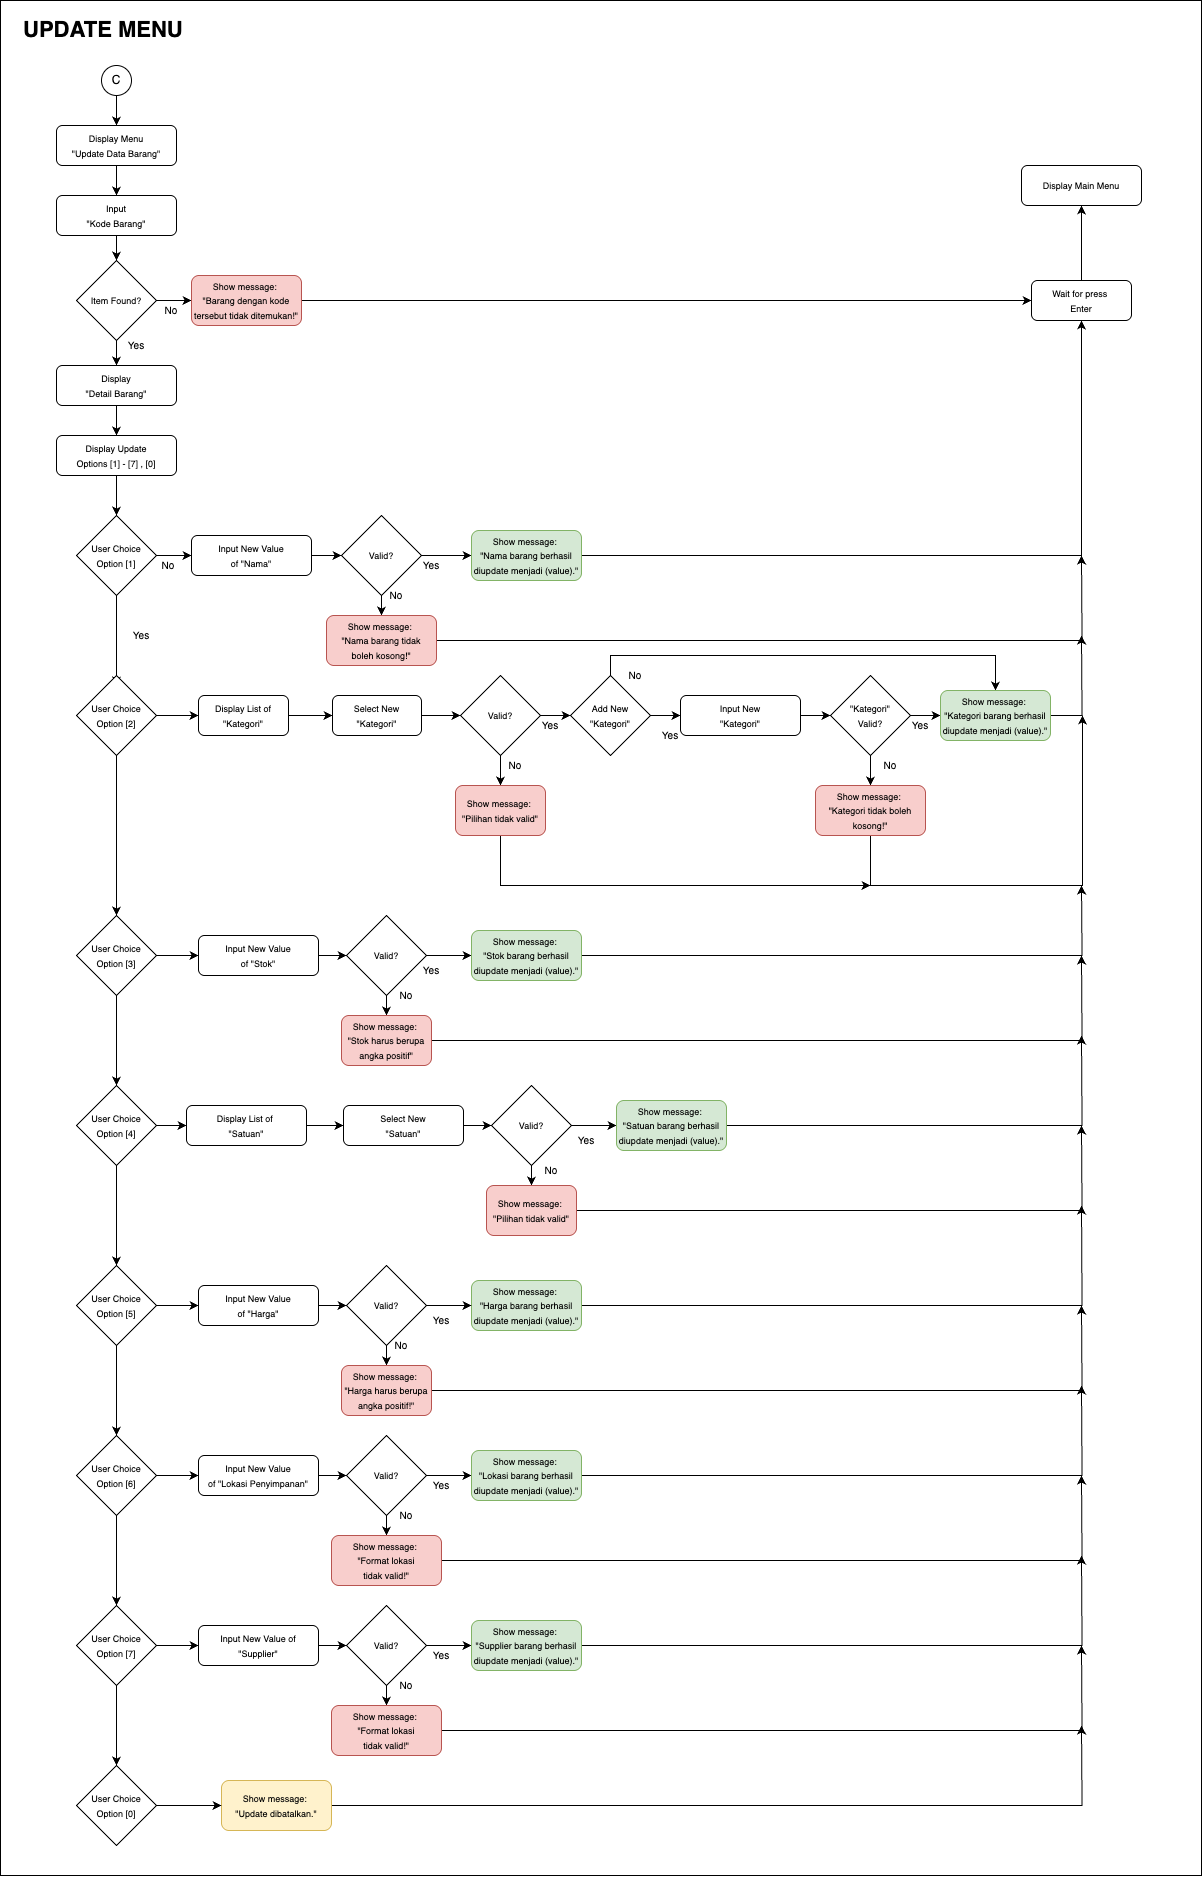 UPDATE MENU
C
Display Menu
"Update Data Barang"
Display Main Menu
Input
"Kode Barang"
Item Found?
No
Show message:
"Barang dengan kode
tersebut tidak ditemukan!"
Wait for press
Enter
Yes
Display
"Detail Barang"
Display Update
Options [1] - [7] , [0]
User Choice
Option [1]
No
Input New Value
of "Nama"
Valid?
Yes
Show message:
"Nama barang berhasil
diupdate menjadi (value)."
No
Show message:
"Nama barang tidak
boleh kosong!"
Yes
User Choice
Option [2]
Display List of
"Kategori"
Select New
"Kategori"
Valid?
Yes
Add New
"Kategori"
No
Yes
Input New
"Kategori"
"Kategori"
Valid?
Yes
Show message:
"Kategori barang berhasil
diupdate menjadi (value)."
No
Show message:
"Pilihan tidak valid"
No
Show message:
"Kategori tidak boleh
kosong!"
User Choice
Option [3]
Input New Value
of "Stok"
Valid?
Yes
Show message:
"Stok barang berhasil
diupdate menjadi (value)."
No
Show message:
"Stok harus berupa
angka positif"
User Choice
Option [4]
Display List of
"Satuan"
Select New
"Satuan"
Valid?
Yes
Show message:
"Satuan barang berhasil
diupdate menjadi (value)."
No
Show message:
"Pilihan tidak valid"
User Choice
Option [5]
Input New Value
of "Harga"
Valid?
Yes
Show message:
"Harga barang berhasil
diupdate menjadi (value)."
No
Show message:
"Harga harus berupa
angka positif!"
User Choice
Option [6]
Input New Value
of "Lokasi Penyimpanan"
Valid?
Yes
Show message:
"Lokasi barang berhasil
diupdate menjadi (value)."
No
Show message:
"Format lokasi
tidak valid!"
User Choice
Option [7]
Input New Value of
"Supplier"
Valid?
Yes
Show message:
"Supplier barang berhasil
diupdate menjadi (value)."
No
Show message:
"Format lokasi
tidak valid!"
User Choice
Option [0]
Show message:
"Update dibatalkan."